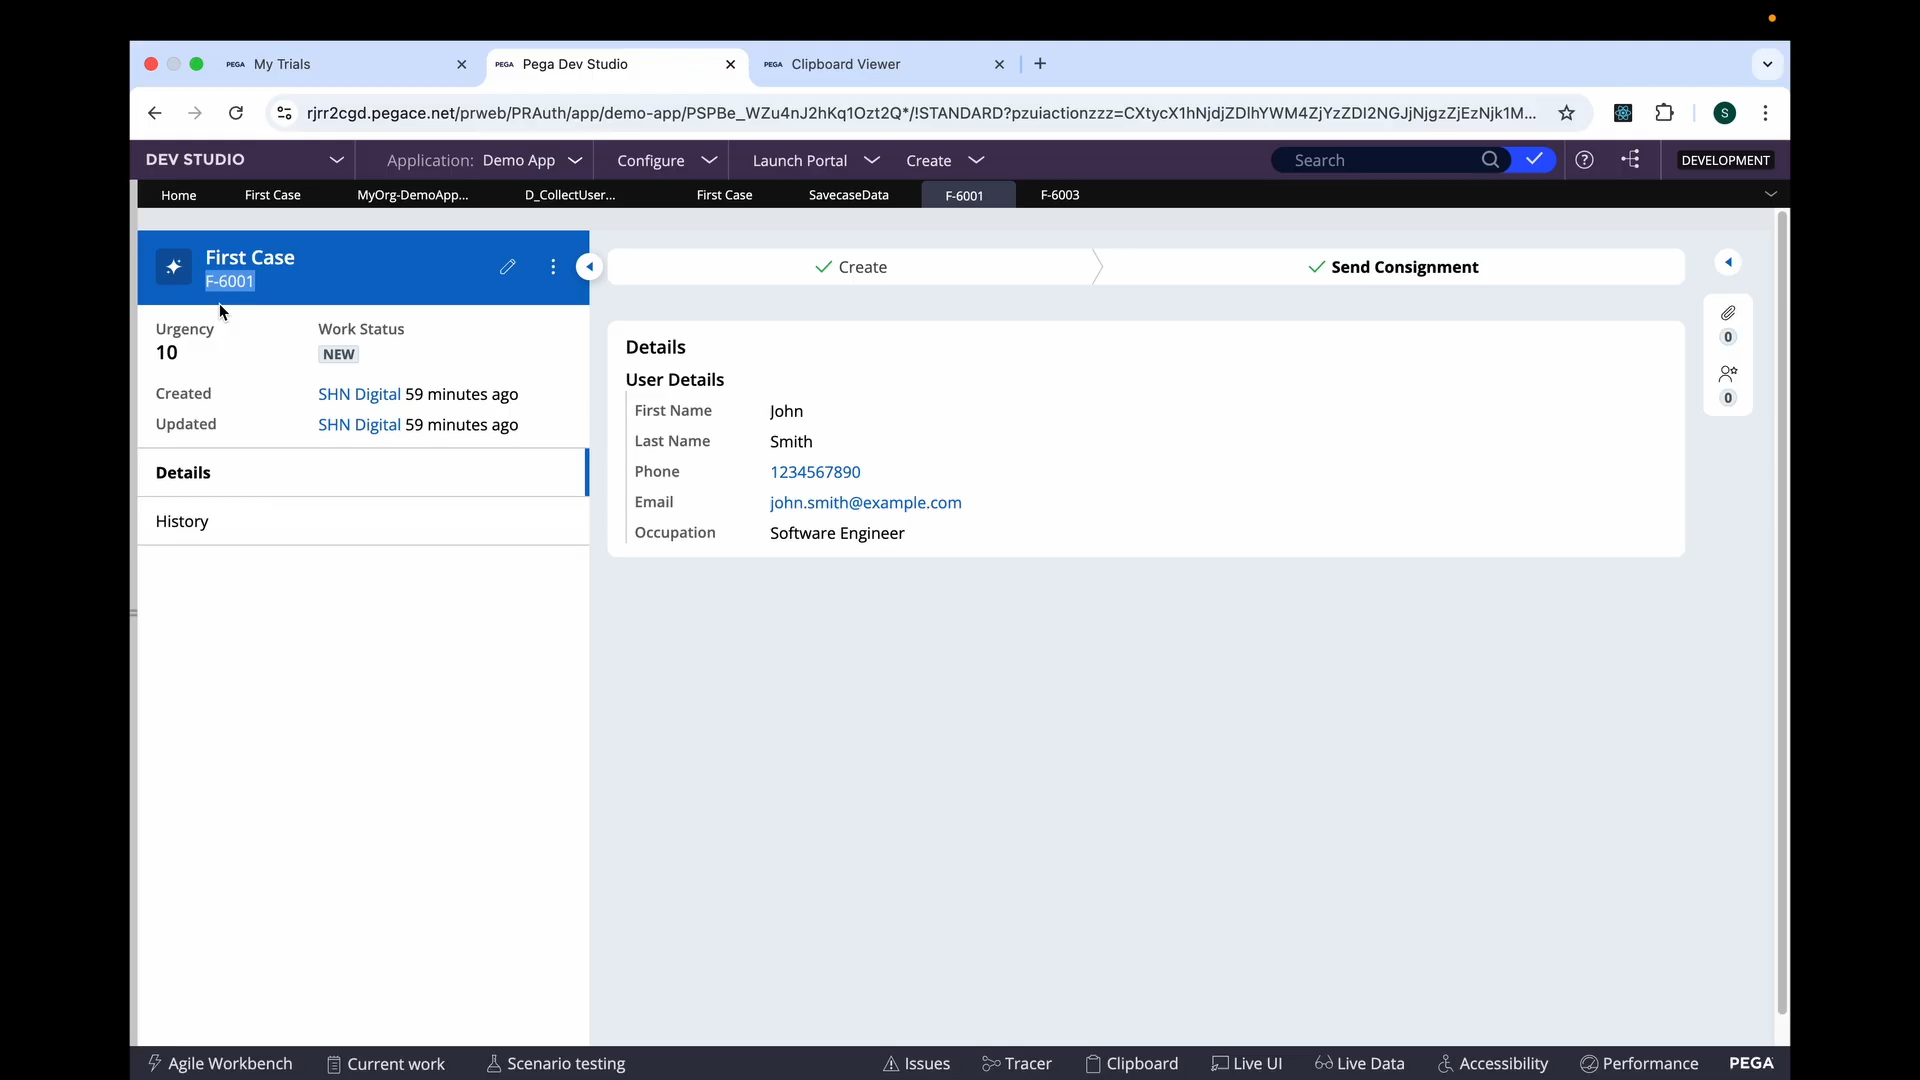 PEGA My Trials
PEGA Pega Dev Studio
PEGA Clipboard Viewer
rjrr2cgd.pegace.net/prweb/PRAuth/app/demo-app/PSPBe_WZu4nJ2hKq1Ozt2Q*/!STANDARD?pzuiactionzzz=CXtycX1hNjdjZDlhYWM4ZjYzZDI2NGJjNjgzZjEzNjk1M...
S
DEV STUDIO
Application: Demo App
Configure
Launch Portal
Create
Search
DEVELOPMENT
Home
First Case
MyOrg-DemoApp...
D_CollectUser...
First Case
SavecaseData
F-6001
F-6003
First Case
F-6001
Urgency
10
Work Status
NEW
Created SHN Digital 59 minutes ago
Updated SHN Digital 59 minutes ago
Details
History
Create
Send Consignment
Details
User Details
First Name John
Last Name Smith
Phone 1234567890
Email john.smith@example.com
Occupation Software Engineer
0
0
Agile Workbench
Current work
Scenario testing
Issues
Tracer
Clipboard
Live UI
Live Data
Accessibility
Performance
PEGA